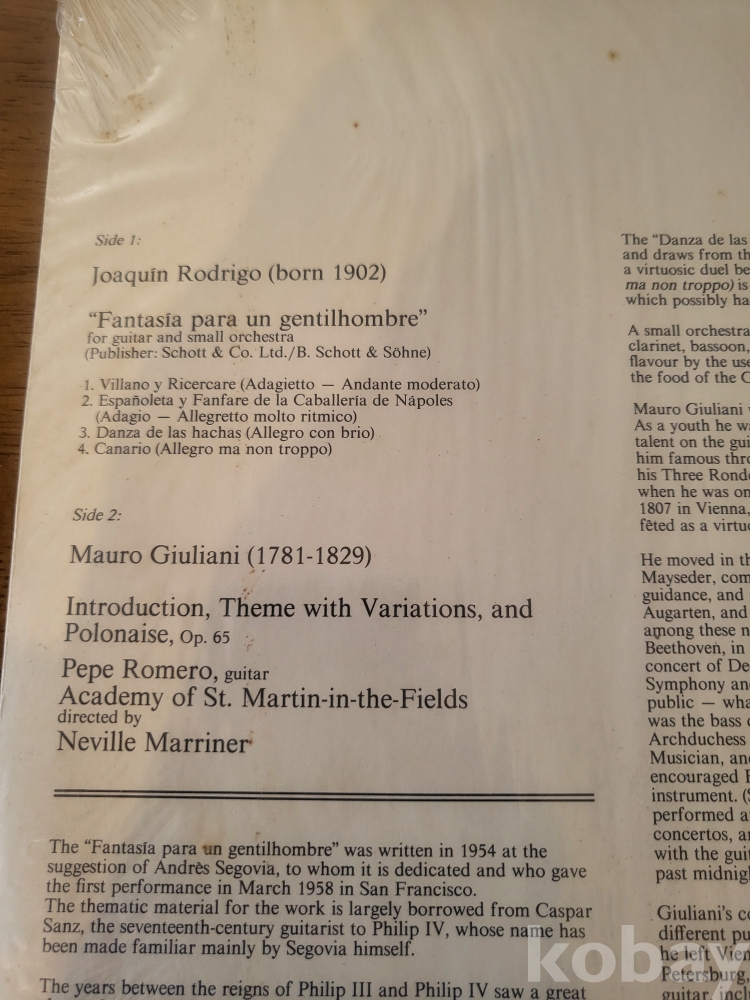 Side 1:
Joaquín Rodrigo (born 1902)
"Fantasía para un gentilhombre"
for guitar and small orchestra
(Publisher: Schott & Co. Ltd./B. Schott & Söhne)
1. Villano y Ricercare (Adagietto — Andante moderato)
2. Españoleta y Fanfare de la Caballería de Nápoles
(Adagio — Allegretto molto ritmico)
3. Danza de las hachas (Allegro con brio)
4. Canario (Allegro ma non troppo)
Side 2:
Mauro Giuliani (1781-1829)
Introduction, Theme with Variations, and
Polonaise, Op. 65
Pepe Romero, guitar
Academy of St. Martin-in-the-Fields
directed by
Neville Marriner
The "Fantasía para un gentilhombre" was written in 1954 at the
suggestion of Andrès Segovia, to whom it is dedicated and who gave
the first performance in March 1958 in San Francisco.
The thematic material for the work is largely borrowed from Caspar
Sanz, the seventeenth-century guitarist to Philip IV, whose name has
been made familiar mainly by Segovia himself.
The years between the reigns of Philip III and Philip IV saw a great
The "Danza de las
and draws from th
a virtuosic duel be
ma non troppo) is
which possibly ha
A small orchestra
clarinet, bassoon,
flavour by the use
the food of the C
Mauro Giuliani
As a youth he wa
talent on the gui
him famous thro
his Three Rond
when he was on
1807 in Vienna,
fêted as a virtu
He moved in th
Mayseder, com
guidance, and
Augarten, and
among these n
Beethoven, in
concert of De
Symphony an
public — wha
was the bass
Archduchess
Musician, an
encouraged
instrument. (
performed a
concertos, a
with the gui
past midnig
Giuliani's c
different pu
he left Vien
Petersburg,
guitar, incl
kobay